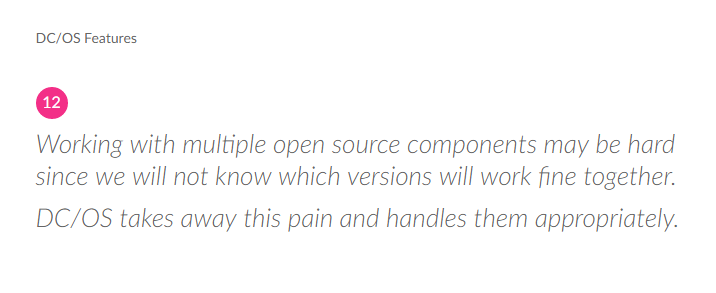 DC/OS Features
12
Working with multiple open source components may be hard
since we will not know which versions will work fine together.
DC/OS takes away this pain and handles them appropriately.